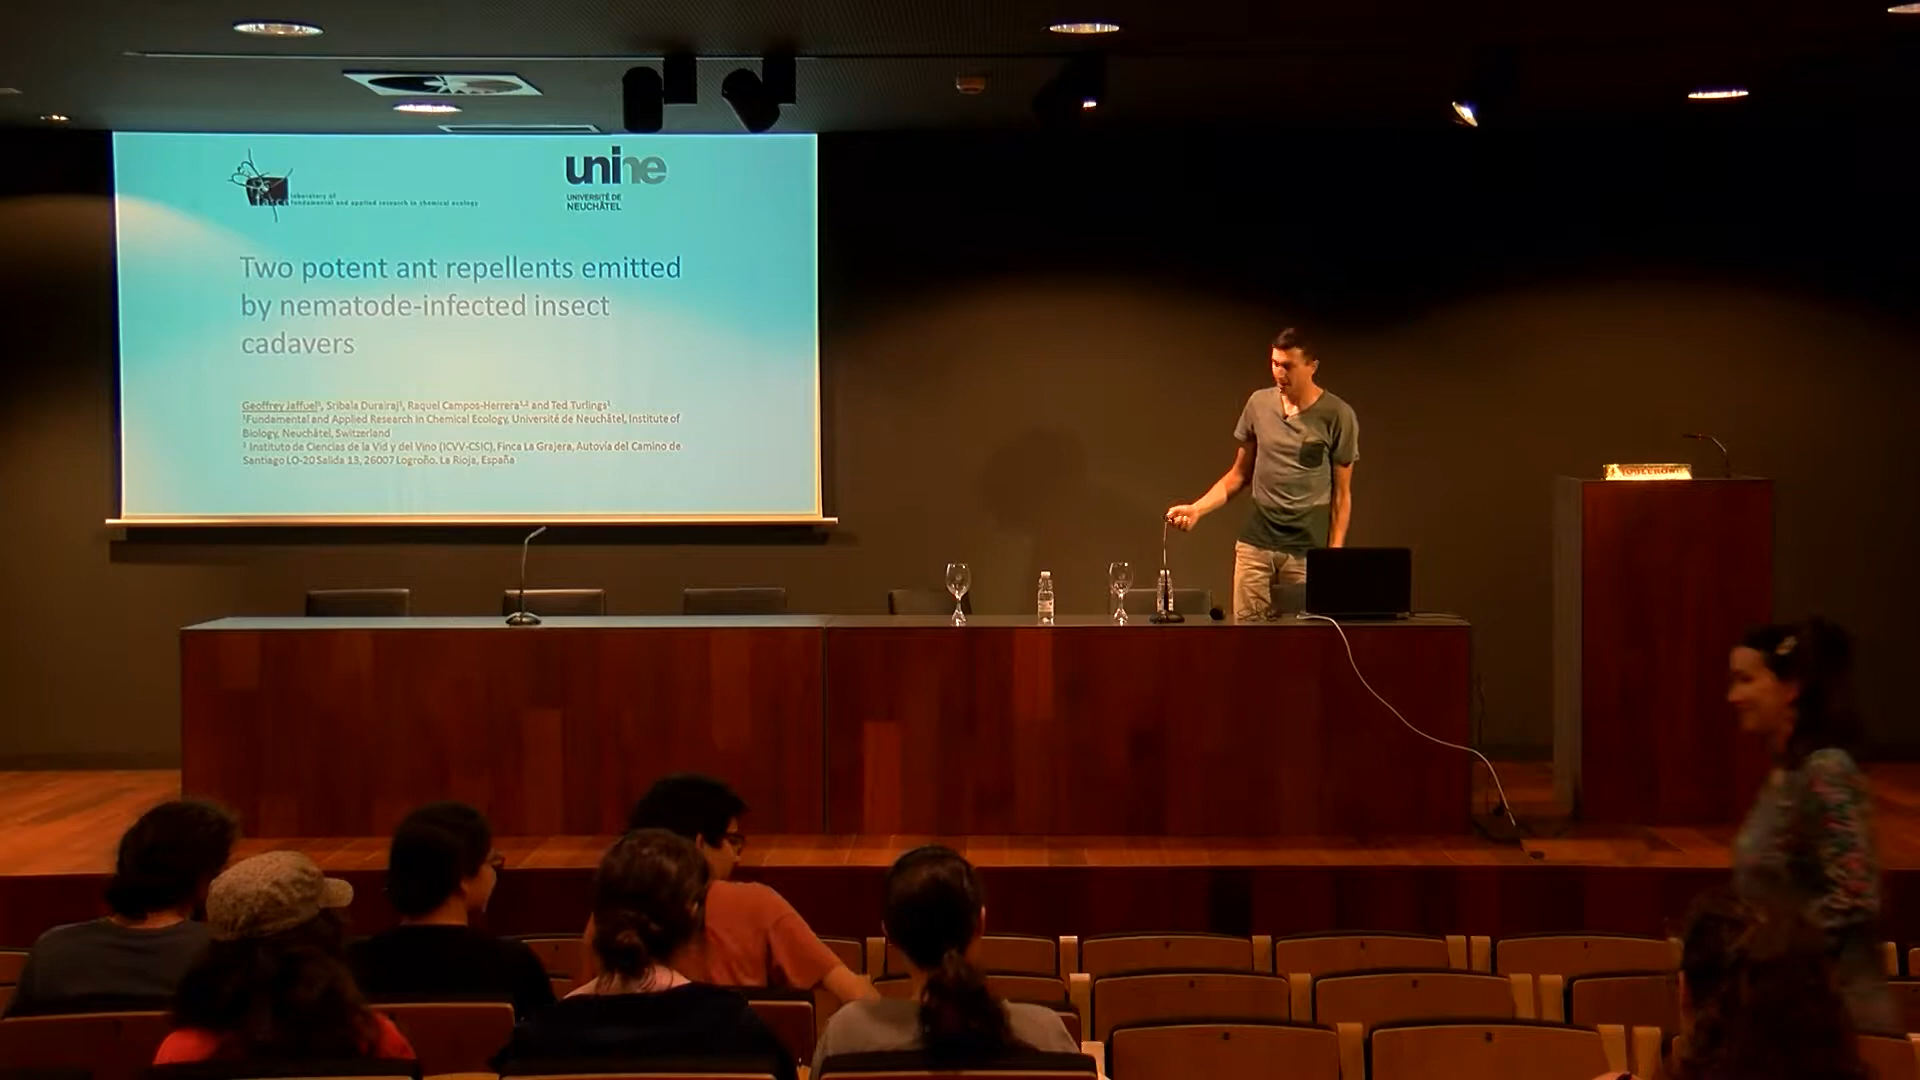 laboratory of
fundamental and applied research in chemical ecology
unine
UNIVERSITÉ DE
NEUCHÂTEL
Two potent ant repellents emitted
by nematode-infected insect
cadavers
Geoffrey Jaffuel¹, Sribala Durairaj¹, Raquel Campos-Herrera¹,² and Ted Turlings¹
¹Fundamental and Applied Research in Chemical Ecology, Université de Neuchâtel, Institute of
Biology, Neuchâtel, Switzerland
² Instituto de Ciencias de la Vid y del Vino (ICVV-CSIC), Finca La Grajera, Autovía del Camino de
Santiago LO-20 Salida 13, 26007 Logroño. La Rioja, España